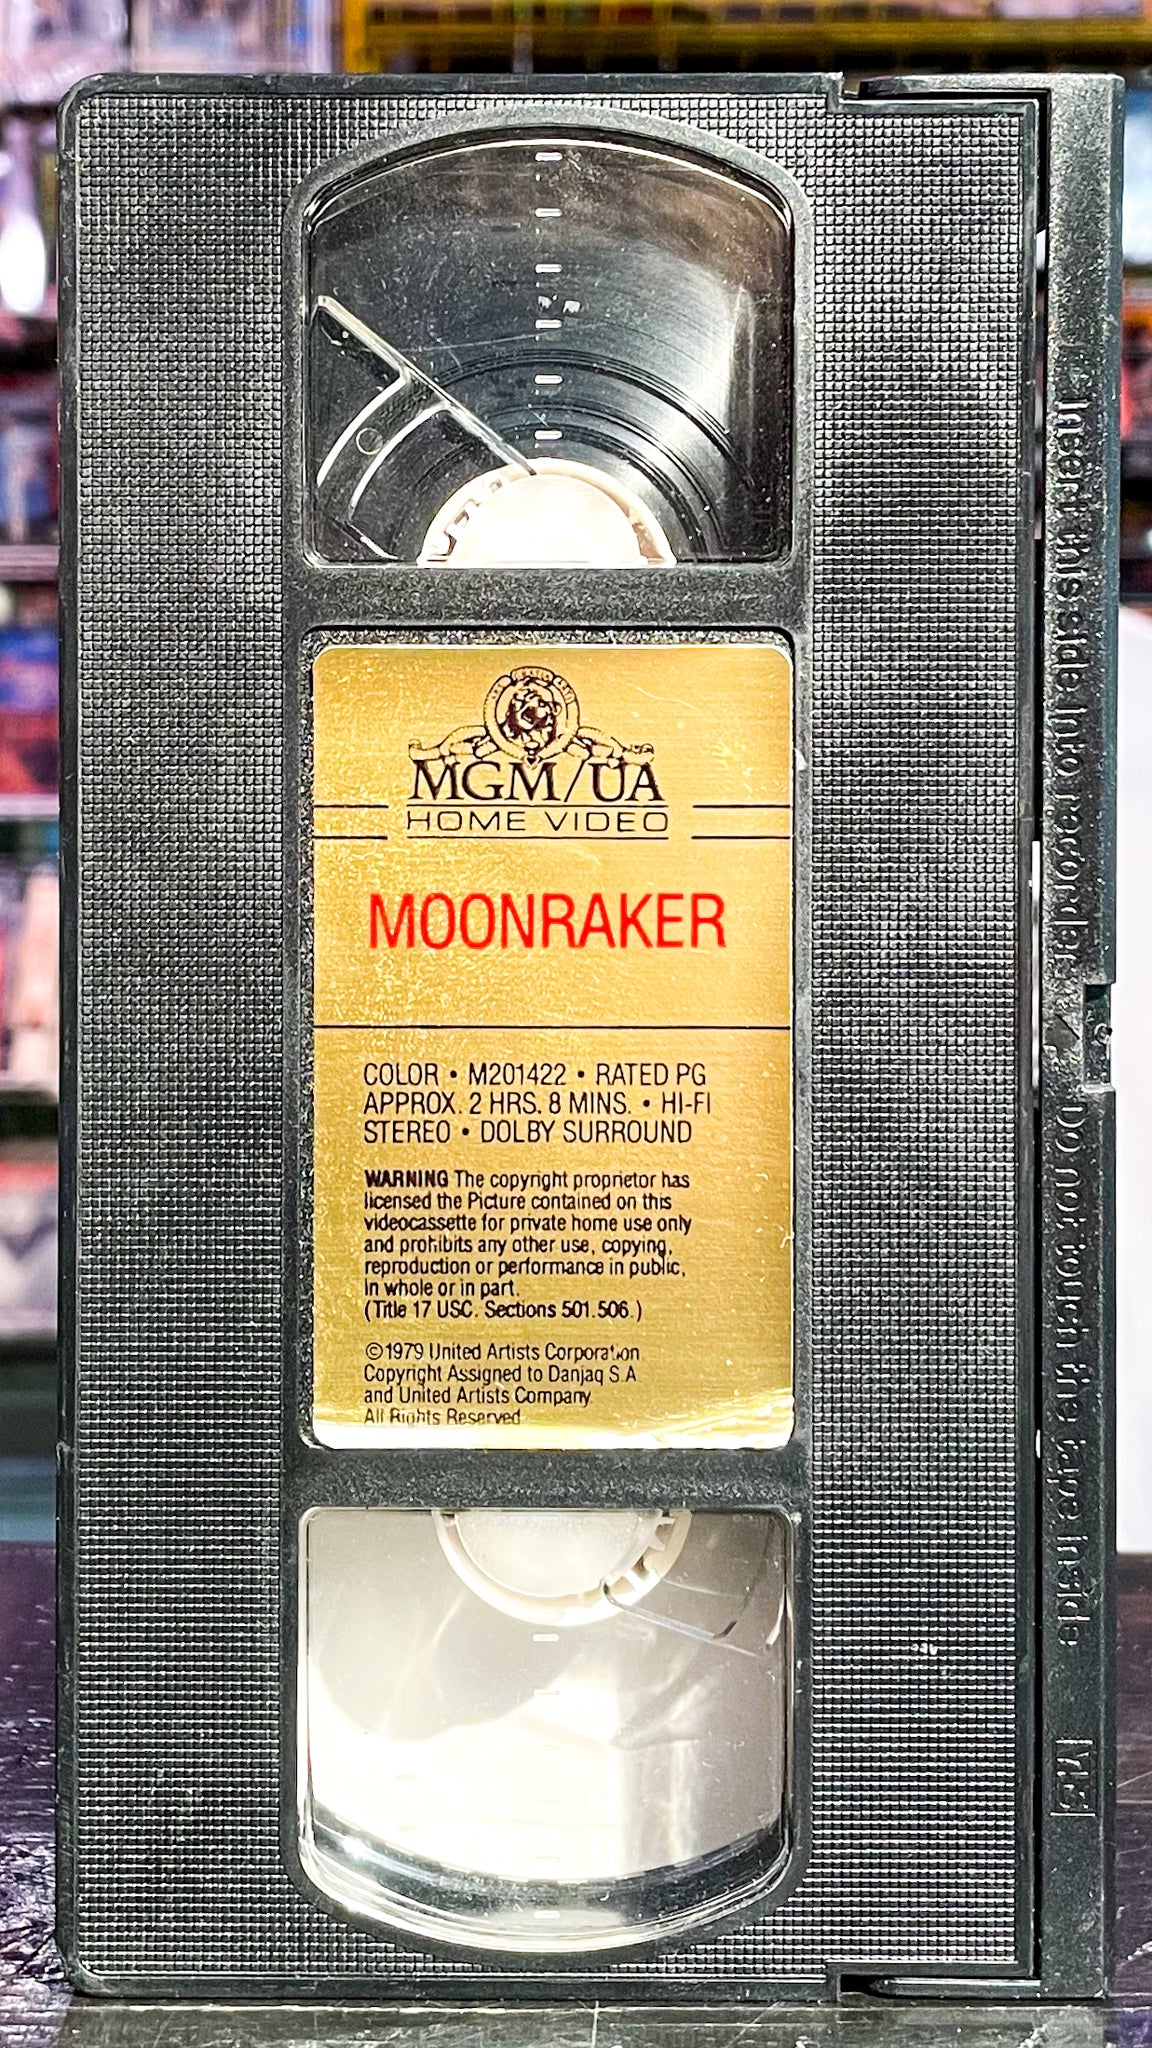 MGM/UA
HOME VIDEO
MOONRAKER
COLOR • M201422 • RATED PG
APPROX. 2 HRS. 8 MINS. • HI-FI
STEREO • DOLBY SURROUND
WARNING The copyright proprietor has
licensed the Picture contained on this
videocassette for private home use only
and prohibits any other use, copying,
reproduction or performance in public,
in whole or in part.
(Title 17 USC. Sections 501.506.)
©1979 United Artists Corporation
Copyright Assigned to Danjaq S.A
and United Artists Company
All Rights Reserved
Insert this side into recorder
Do not touch the tape inside
VHS